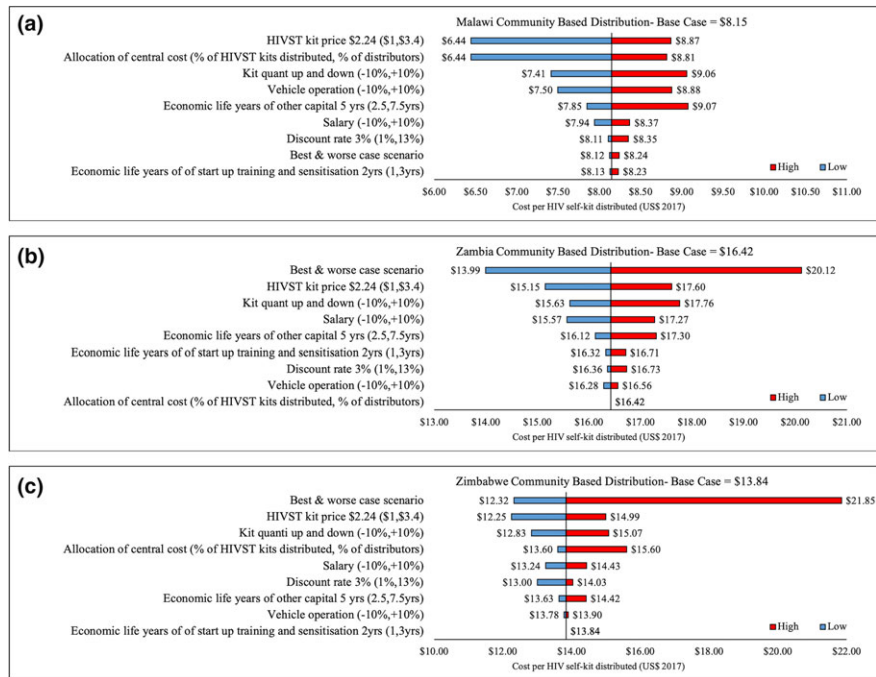 (a)
Malawi Community Based Distribution- Base Case = $8.15
HIVST kit price $2.24 ($1,$3.4) $6.44 $8.87
Allocation of central cost (% of HIVST kits distributed, % of distributors) $6.44 $8.81
Kit quant up and down (-10%,+10%) $7.41 $9.06
Vehicle operation (-10%,+10%) $7.50 $8.88
Economic life years of other capital 5 yrs (2.5,7.5yrs) $7.85 $9.07
Salary (-10%,+10%) $7.94 $8.37
Discount rate 3% (1%,13%) $8.11 $8.35
Best & worse case scenario $8.12 $8.24
Economic life years of of start up training and sensitisation 2yrs (1,3yrs) $8.13 $8.23
High Low
$6.00 $6.50 $7.00 $7.50 $8.00 $8.50 $9.00 $9.50 $10.00 $10.50 $11.00
Cost per HIV self-kit distributed (US$ 2017)
(b)
Zambia Community Based Distribution- Base Case = $16.42
Best & worse case scenario $13.99 $20.12
HIVST kit price $2.24 ($1,$3.4) $15.15 $17.60
Kit quant up and down (-10%,+10%) $15.63 $17.76
Salary (-10%,+10%) $15.57 $17.27
Economic life years of other capital 5 yrs (2.5,7.5yrs) $16.12 $17.30
Economic life years of of start up training and sensitisation 2yrs (1,3yrs) $16.32 $16.71
Discount rate 3% (1%,13%) $16.36 $16.73
Vehicle operation (-10%,+10%) $16.28 $16.56
Allocation of central cost (% of HIVST kits distributed, % of distributors) $16.42
High Low
$13.00 $14.00 $15.00 $16.00 $17.00 $18.00 $19.00 $20.00 $21.00
Cost per HIV self-kit distributed (US$ 2017)
(c)
Zimbabwe Community Based Distribution- Base Case = $13.84
Best & worse case scenario $12.32 $21.85
HIVST kit price $2.24 ($1,$3.4) $12.25 $14.99
Kit quanti up and down (-10%,+10%) $12.83 $15.07
Allocation of central cost (% of HIVST kits distributed, % of distributors) $13.60 $15.60
Salary (-10%,+10%) $13.24 $14.43
Discount rate 3% (1%,13%) $13.00 $14.03
Economic life years of other capital 5 yrs (2.5,7.5yrs) $13.63 $14.42
Vehicle operation (-10%,+10%) $13.78 $13.90
Economic life years of of start up training and sensitisation 2yrs (1,3yrs) $13.84
High Low
$10.00 $12.00 $14.00 $16.00 $18.00 $20.00 $22.00
Cost per HIV self-kit distributed (US$ 2017)